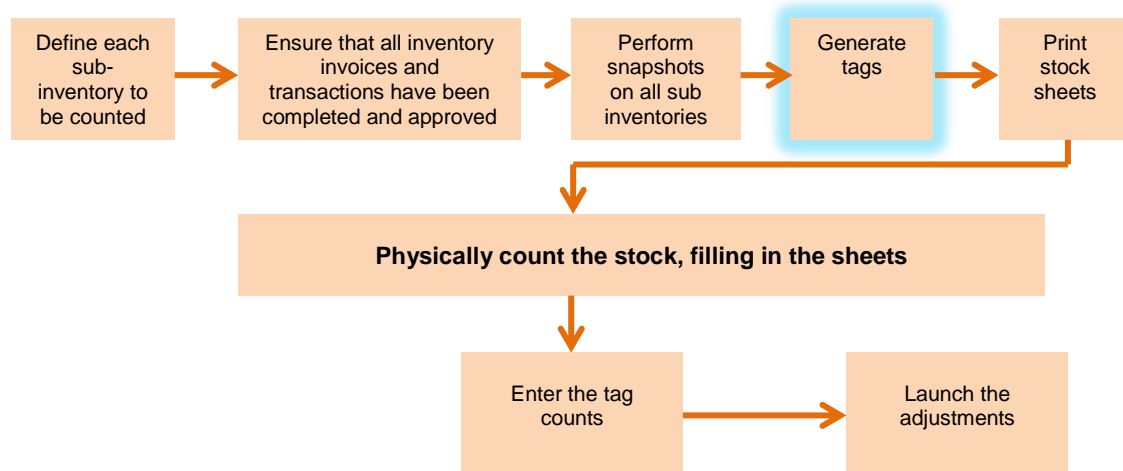 Define each
sub-
inventory to
be counted
Ensure that all inventory
invoices and
transactions have been
completed and approved
Perform
snapshots
on all sub
inventories
Generate
tags
Print
stock
sheets
Physically count the stock, filling in the sheets
Enter the tag
counts
Launch the
adjustments